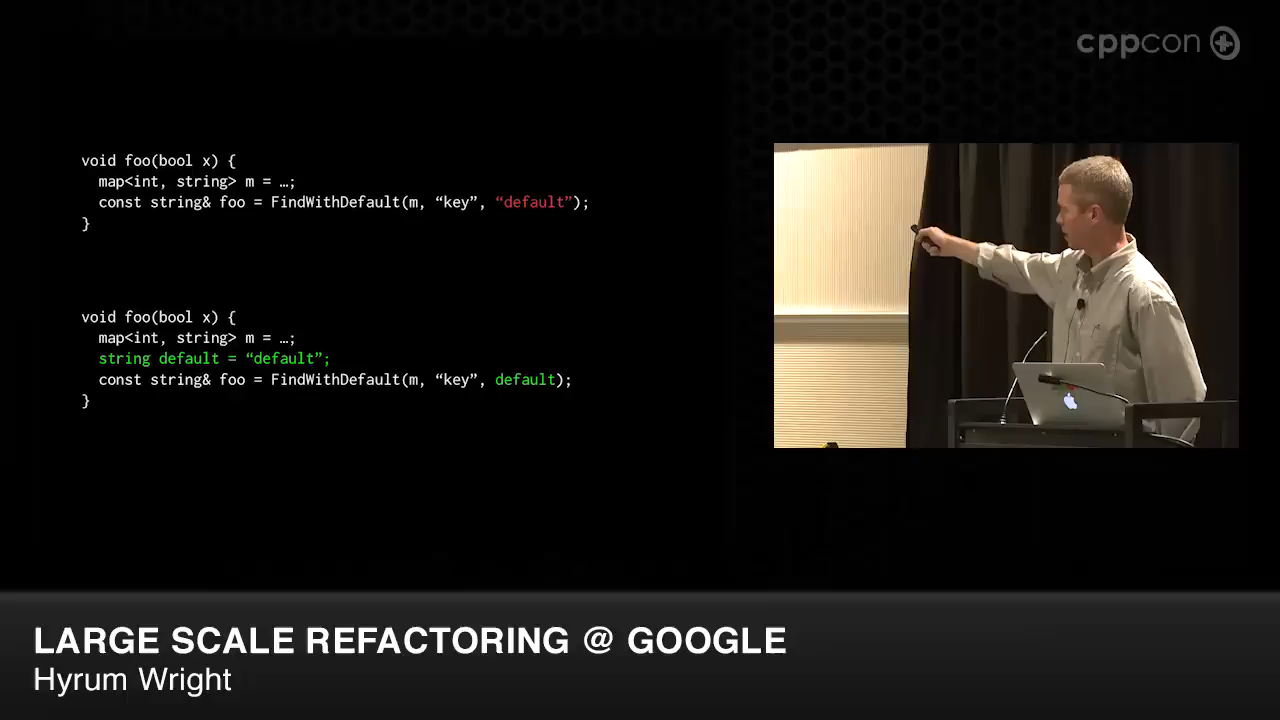 cppcon
void foo(bool x) {
map<int, string> m = …;
const string& foo = FindWithDefault(m, “key”, “default”);
}
void foo(bool x) {
map<int, string> m = …;
string default = “default”;
const string& foo = FindWithDefault(m, “key”, default);
}
LARGE SCALE REFACTORING @ GOOGLE
Hyrum Wright